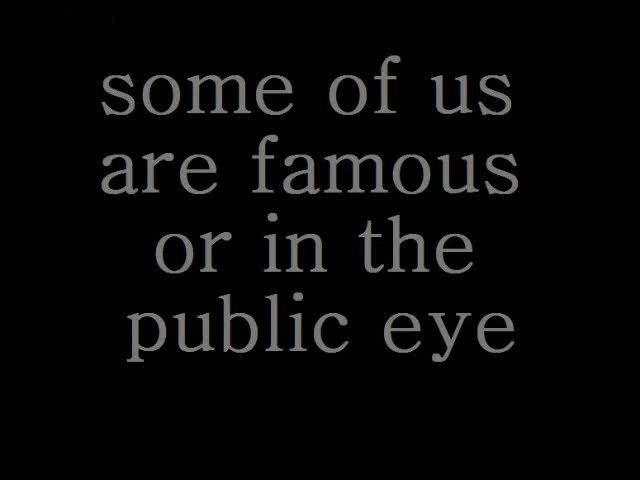 some of us
are famous
or in the
public eye